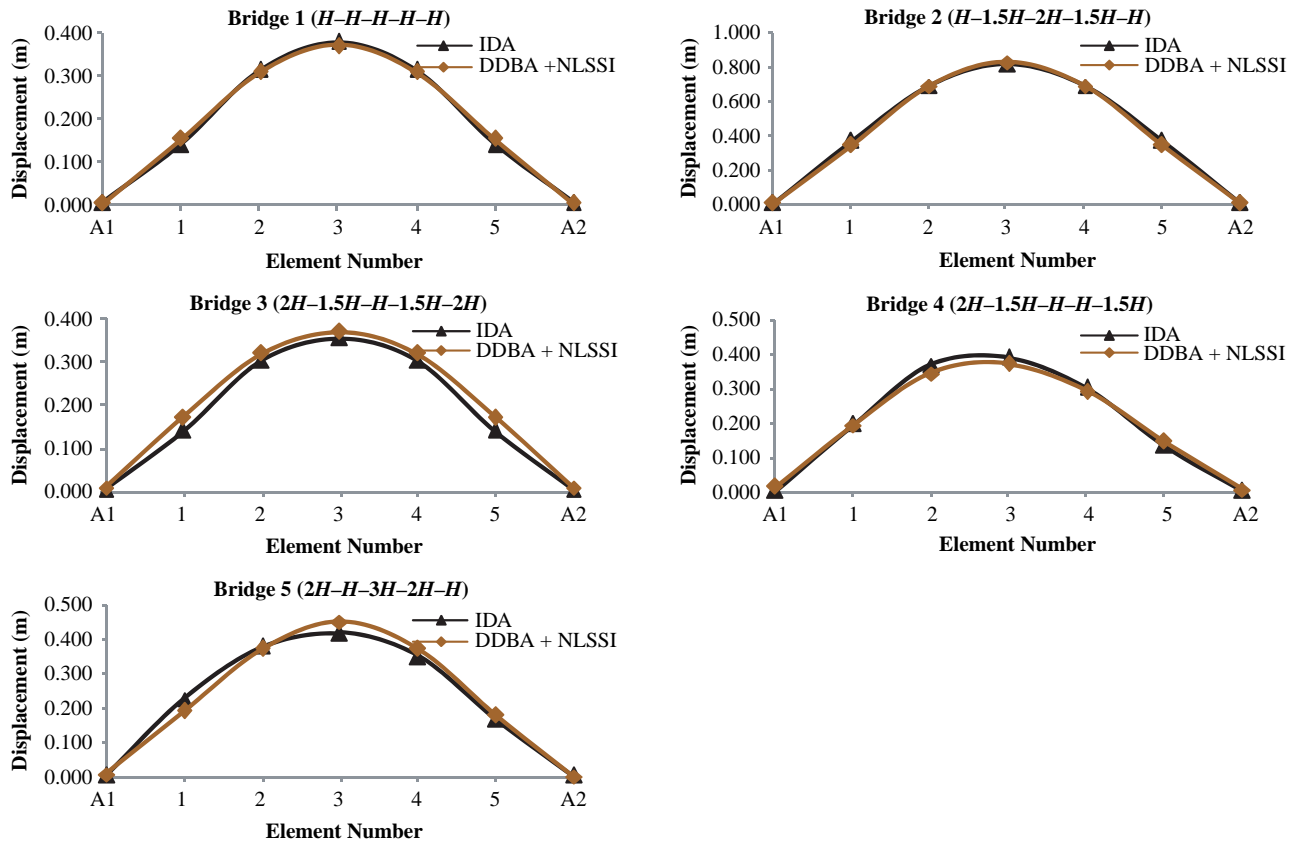 Bridge 1 (H–H–H–H–H)
Displacement (m)
0.400
0.300
0.200
0.100
0.000
IDA
DDBA +NLSSI
A1 1 2 3 4 5 A2
Element Number
Bridge 2 (H–1.5H–2H–1.5H–H)
Displacement (m)
1.000
0.800
0.600
0.400
0.200
0.000
IDA
DDBA + NLSSI
A1 1 2 3 4 5 A2
Element Number
Bridge 3 (2H–1.5H–H–1.5H–2H)
Displacement (m)
0.400
0.300
0.200
0.100
0.000
IDA
DDBA + NLSSI
A1 1 2 3 4 5 A2
Element Number
Bridge 4 (2H–1.5H–H–H–1.5H)
Displacement (m)
0.500
0.400
0.300
0.200
0.100
0.000
IDA
DDBA + NLSSI
A1 1 2 3 4 5 A2
Element Number
Bridge 5 (2H–H–3H–2H–H)
Displacement (m)
0.500
0.400
0.300
0.200
0.100
0.000
IDA
DDBA + NLSSI
A1 1 2 3 4 5 A2
Element Number